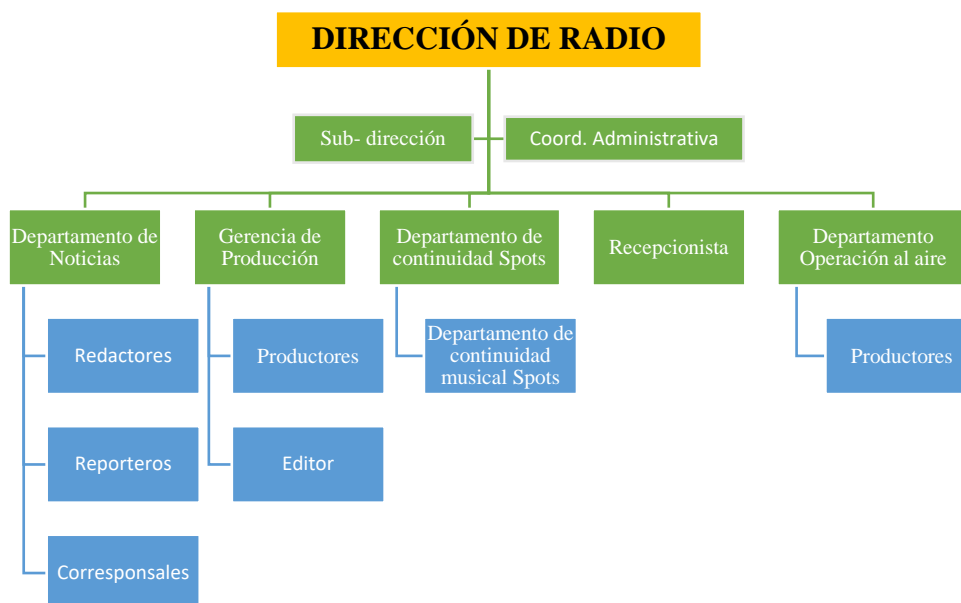 DIRECCIÓN DE RADIO
Sub- dirección
Coord. Administrativa
Departamento de
Noticias
Gerencia de
Producción
Departamento de
continuidad Spots
Recepcionista
Departamento
Operación al aire
Redactores
Productores
Departamento de
continuidad
musical Spots
Productores
Reporteros
Editor
Corresponsales